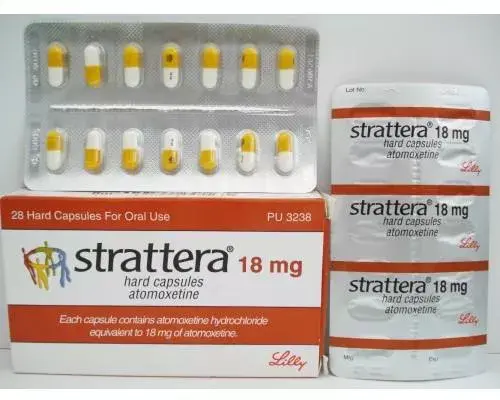 28 Hard Capsules For Oral Use
PU 3238
strattera® 18 mg
hard capsules
atomoxetine
Each capsule contains atomoxetine hydrochloride
equivalent to 18 mg of atomoxetine.
Lilly
Lot No:
strattera® 18 mg
hard capsules
atomoxetine
Lilly
strattera® 18 mg
hard capsules
atomoxetine
Lilly
strattera® 18 mg
hard capsules
atomoxetine
Lilly
Mfg
Exp